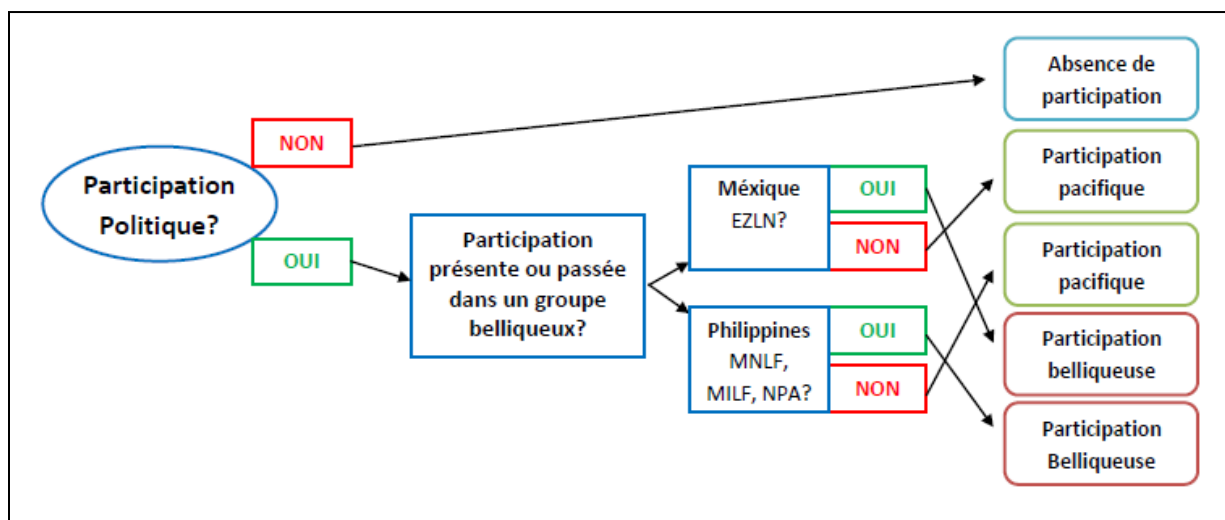 Participation
Politique?
NON
OUI
Participation
présente ou passée
dans un groupe
belliqueux?
Méxique
EZLN?
OUI
NON
Philippines
MNLF,
MILF, NPA?
OUI
NON
Absence de
participation
Participation
pacifique
Participation
pacifique
Participation
belliqueuse
Participation
Belliqueuse